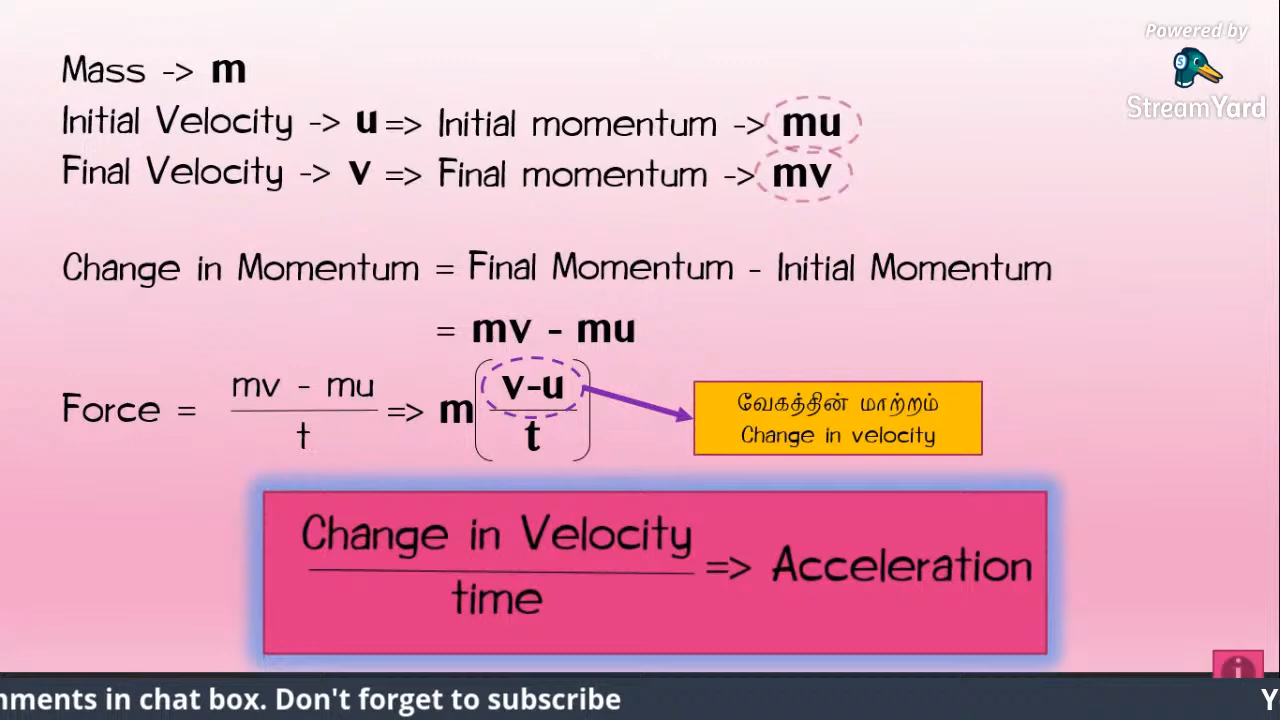 Powered by
StreamYard
Mass -> m
Initial Velocity -> u => Initial momentum -> mu
Final Velocity -> v => Final momentum -> mv
Change in Momentum = Final Momentum - Initial Momentum
= mv - mu
Force = mv - mu / t => m ( v-u / t )
வேகத்தின் மாற்றம்
Change in velocity
Change in Velocity
time
=> Acceleration
i
nments in chat box. Don't forget to subscribe
Y